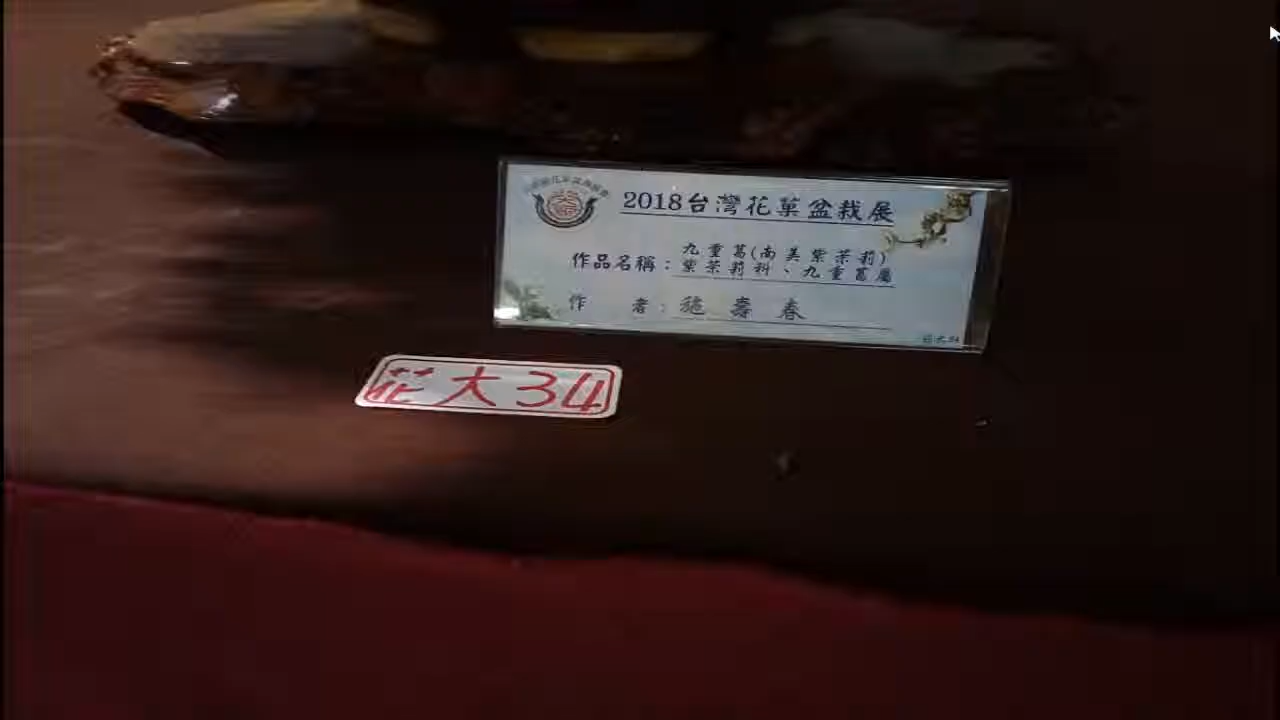 2018台灣花菓盆栽展
作品名稱：
九重葛(南美紫茉莉)
紫茉莉科、九重葛屬
作 者：施壽春
花大34